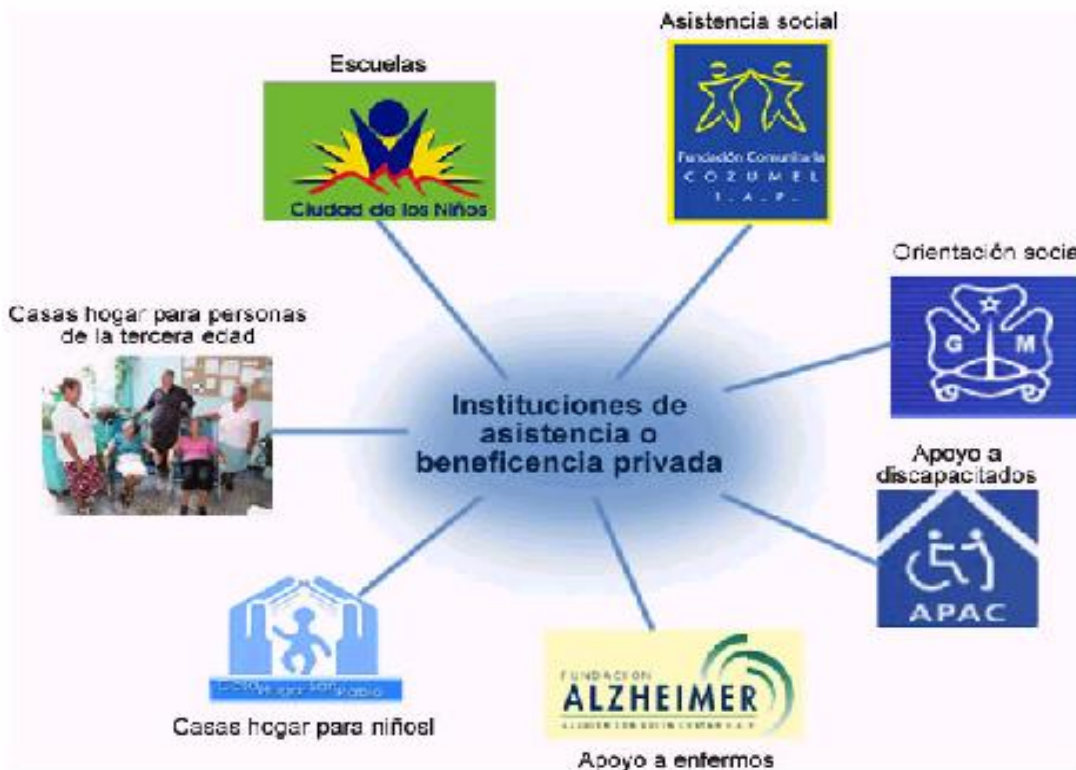 Asistencia social
Escuelas
Fundación Comunitaria
COZUMEL
I.A.P.
Ciudad de los Niños
Orientación socia
G M
Casas hogar para personas
de la tercera edad
Instituciones de
asistencia o
beneficencia privada
Apoyo a
discapacitados
APAC
FUNDACIÓN
ALZHEIMER
Casas hogar para niñosl
Apoyo a enfermos